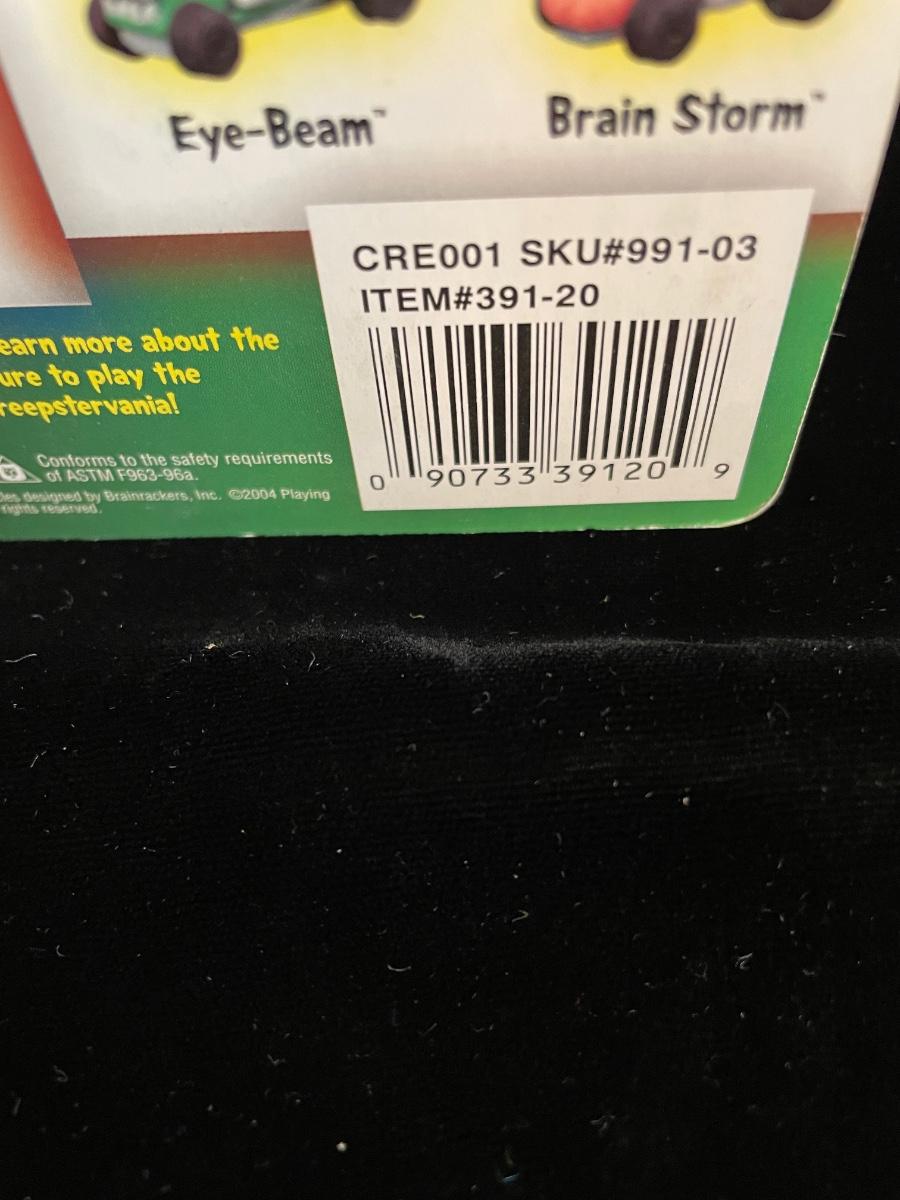 Eye-Beam™
Brain Storm™
CRE001 SKU#991-03
ITEM#391-20
0 90733 39120 9
earn more about the
ure to play the
reepstervania!
Conforms to the safety requirements
of ASTM F963-96a.
les designed by Brainrackers, Inc. ©2004 Playing
rights reserved.